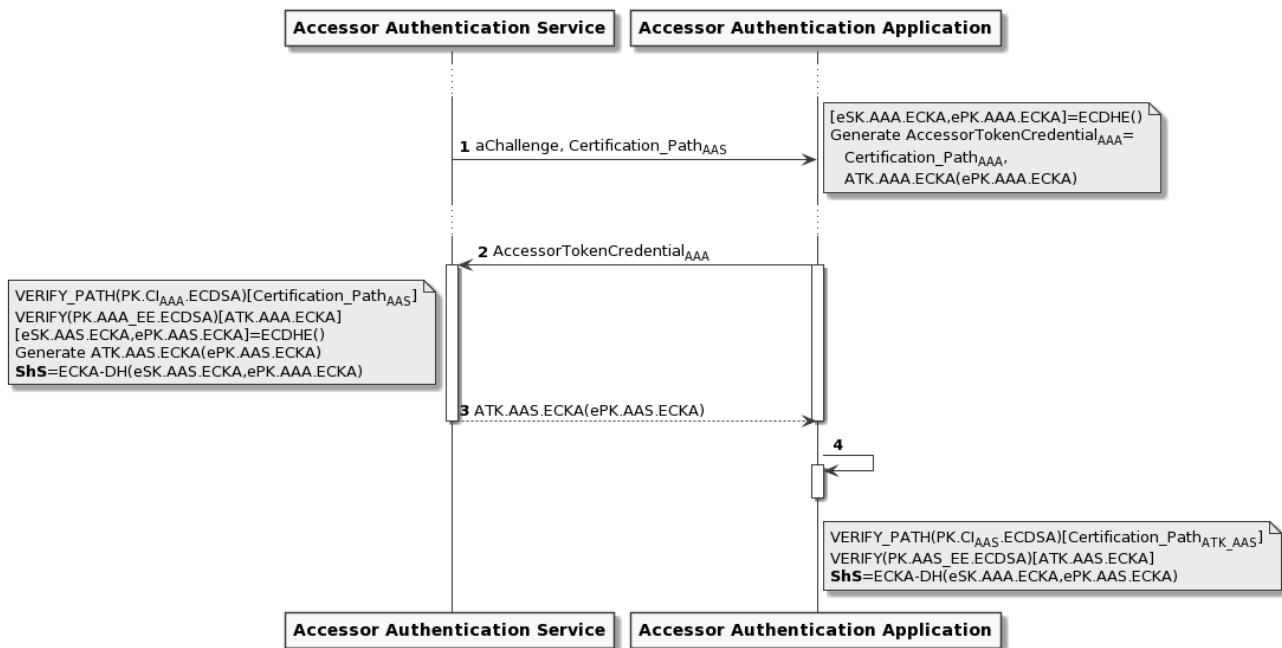 Accessor Authentication Service
Accessor Authentication Application
[eSK.AAA.ECKA,ePK.AAA.ECKA]=ECDHE()
Generate AccessorTokenCredentialAAA=
Certification_PathAAA,
ATK.AAA.ECKA(ePK.AAA.ECKA)
1 aChallenge, Certification_PathAAS
2 AccessorTokenCredentialAAA
VERIFY_PATH(PK.CIAAA.ECDSA)[Certification_PathAAS]
VERIFY(PK.AAA_EE.ECDSA)[ATK.AAA.ECKA]
[eSK.AAS.ECKA,ePK.AAS.ECKA]=ECDHE()
Generate ATK.AAS.ECKA(ePK.AAS.ECKA)
ShS=ECKA-DH(eSK.AAS.ECKA,ePK.AAA.ECKA)
3 ATK.AAS.ECKA(ePK.AAS.ECKA)
4
VERIFY_PATH(PK.CIAAS.ECDSA)[Certification_PathATK_AAS]
VERIFY(PK.AAS_EE.ECDSA)[ATK.AAS.ECKA]
ShS=ECKA-DH(eSK.AAA.ECKA,ePK.AAS.ECKA)
Accessor Authentication Service
Accessor Authentication Application